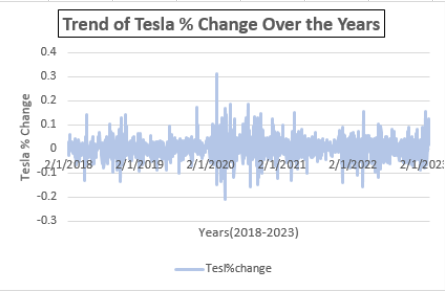 Trend of Tesla % Change Over the Years
0.4
0.3
0.2
0.1
0
2/1/2018 2/1/2019 2/1/2020 2/1/2021 2/1/2022 2/1/2023
-0.1
-0.2
-0.3
Tesla % Change
Years(2018-2023)
Tesl%change